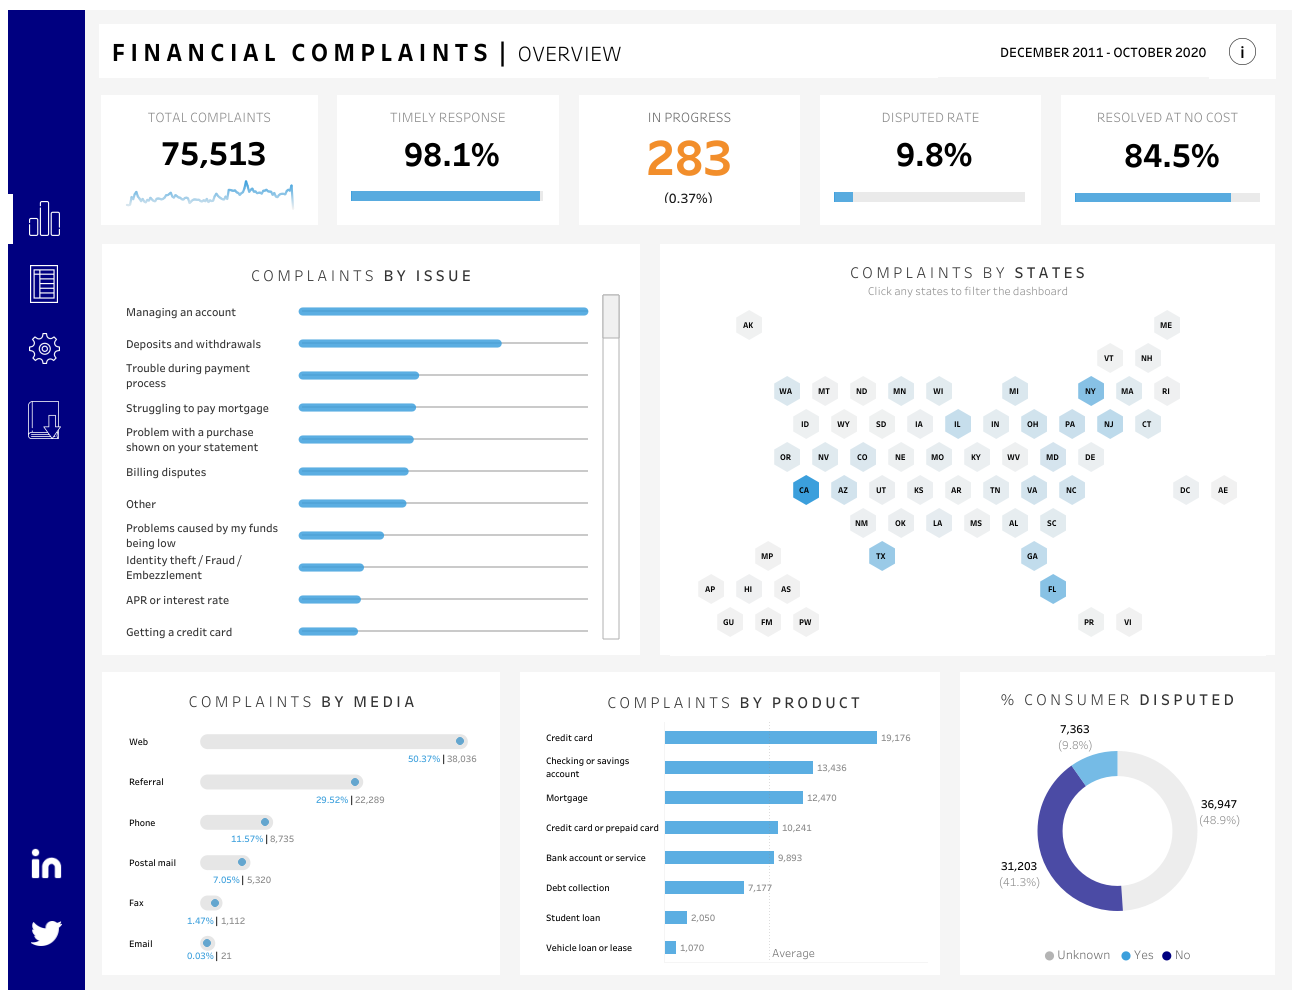 FINANCIAL COMPLAINTS | OVERVIEW
DECEMBER 2011 - OCTOBER 2020
i
TOTAL COMPLAINTS
75,513
TIMELY RESPONSE
98.1%
IN PROGRESS
283
(0.37%)
DISPUTED RATE
9.8%
RESOLVED AT NO COST
84.5%
COMPLAINTS BY ISSUE
Managing an account
Deposits and withdrawals
Trouble during payment
process
Struggling to pay mortgage
Problem with a purchase
shown on your statement
Billing disputes
Other
Problems caused by my funds
being low
Identity theft / Fraud /
Embezzlement
APR or interest rate
Getting a credit card
COMPLAINTS BY STATES
Click any states to filter the dashboard
AK ME
VT NH
WA MT ND MN WI MI NY MA RI
ID WY SD IA IL IN OH PA NJ CT
OR NV CO NE MO KY WV MD DE
CA AZ UT KS AR TN VA NC DC AE
NM OK LA MS AL SC
MP TX GA
AP HI AS FL
GU FM PW PR VI
COMPLAINTS BY MEDIA
Web
50.37% | 38,036
Referral
29.52% | 22,289
Phone
11.57% | 8,735
Postal mail
7.05% | 5,320
Fax
1.47% | 1,112
Email
0.03% | 21
COMPLAINTS BY PRODUCT
Credit card 19,176
Checking or savings
account
13,436
Mortgage 12,470
Credit card or prepaid card 10,241
Bank account or service 9,893
Debt collection 7,177
Student loan 2,050
Vehicle loan or lease 1,070
Average
% CONSUMER DISPUTED
7,363
(9.8%)
36,947
(48.9%)
31,203
(41.3%)
Unknown Yes No
in